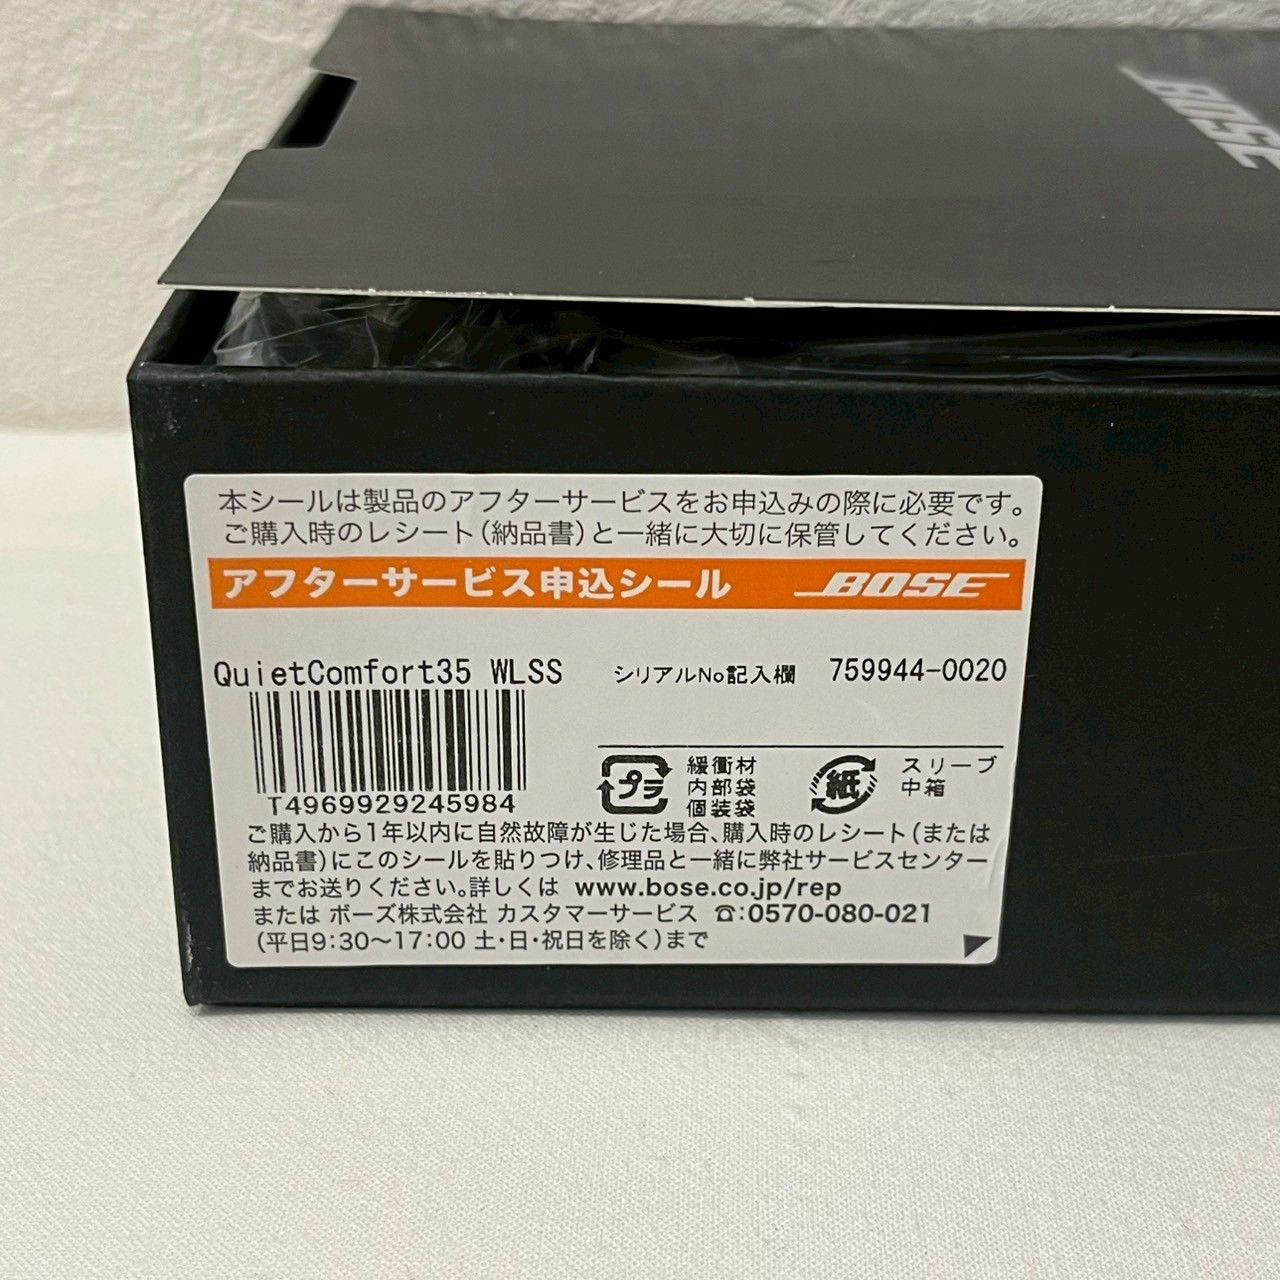 BOSE
本シールは製品のアフターサービスをお申込みの際に必要です。
ご購入時のレシート(納品書)と一緒に大切に保管してください。
アフターサービス申込シール BOSE
QuietComfort35 WLSS シリアルNo記入欄 759944-0020
T4969929245984
プラ 緩衝材 紙 スリーブ
内部袋 中箱
個装袋
ご購入から1年以内に自然故障が生じた場合、購入時のレシート(または
納品書)にこのシールを貼りつけ、修理品と一緒に弊社サービスセンター
までお送りください。詳しくは www.bose.co.jp/rep
または ボーズ株式会社 カスタマーサービス ☎:0570-080-021
(平日9:30〜17:00 土・日・祝日を除く)まで